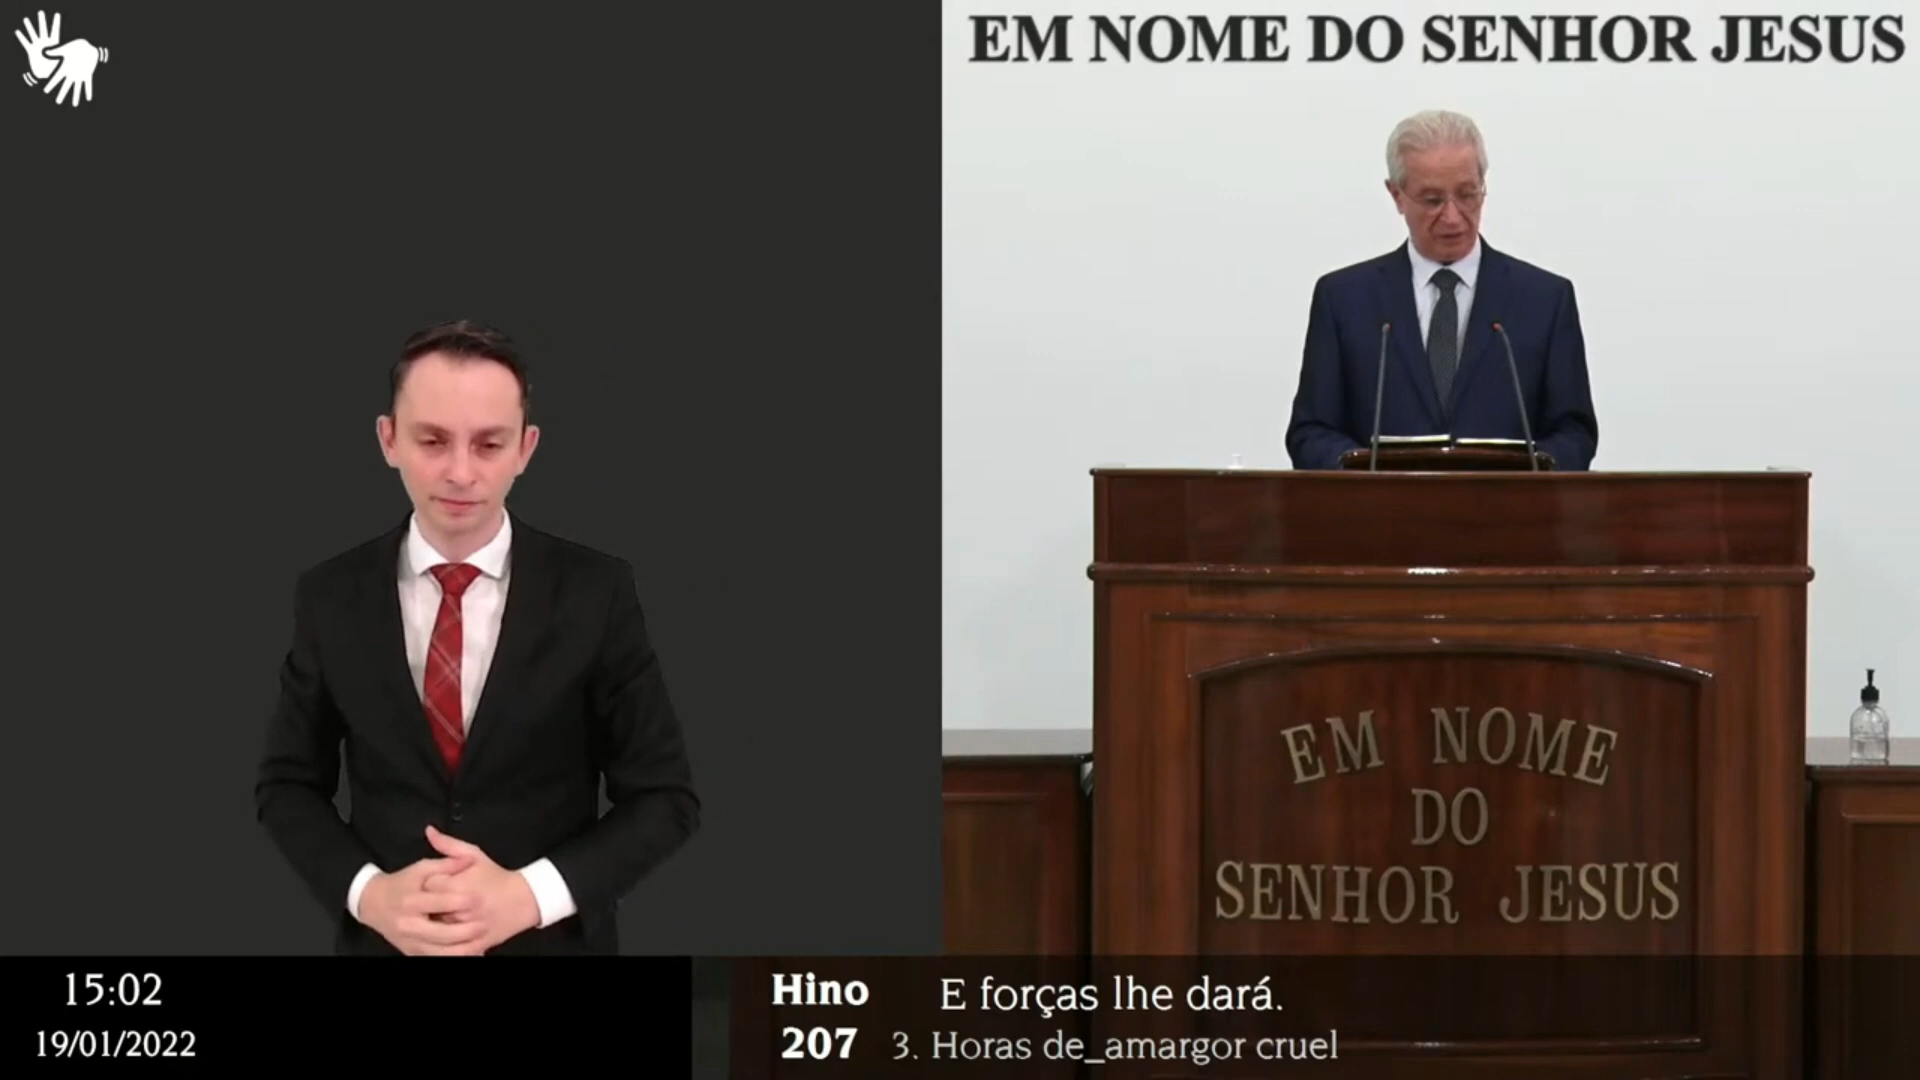 EM NOME DO SENHOR JESUS
EM NOME
DO
SENHOR JESUS
15:02
19/01/2022
Hino
207
E forças lhe dará.
3. Horas de_amargor cruel